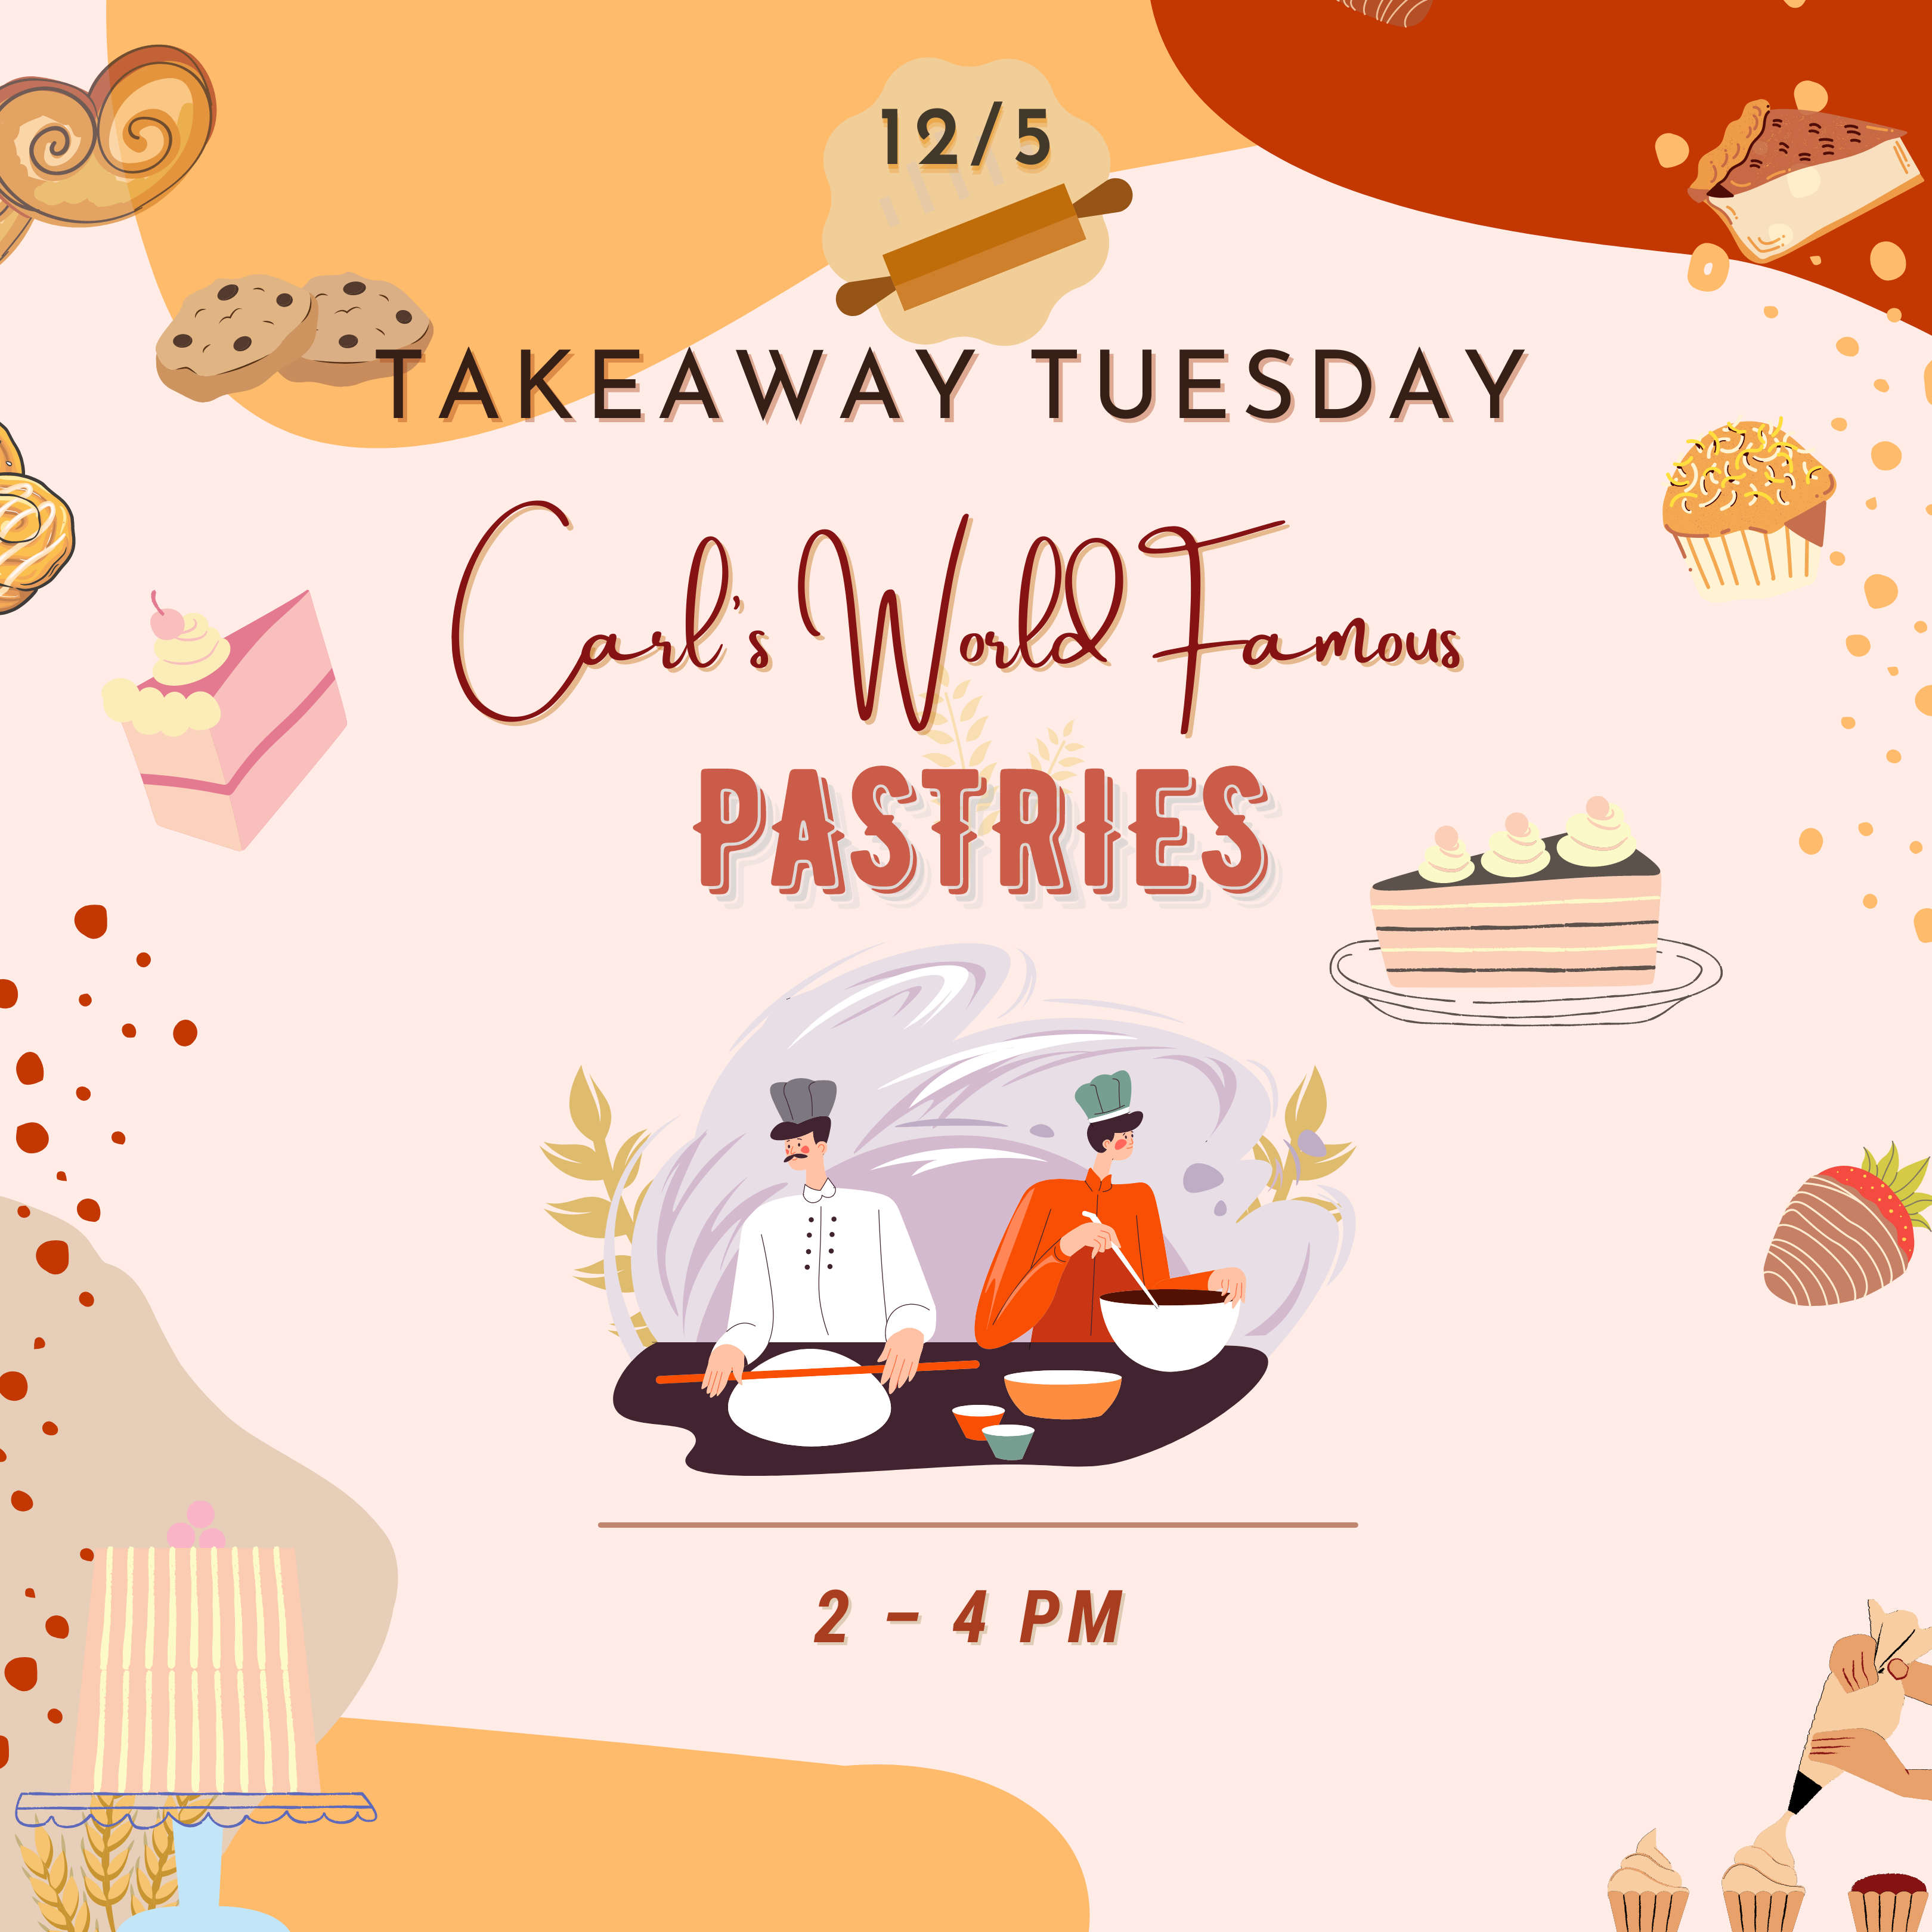 12/5
TAKEAWAY TUESDAY
Carl's World Famous
PASTRIES
2 – 4 PM